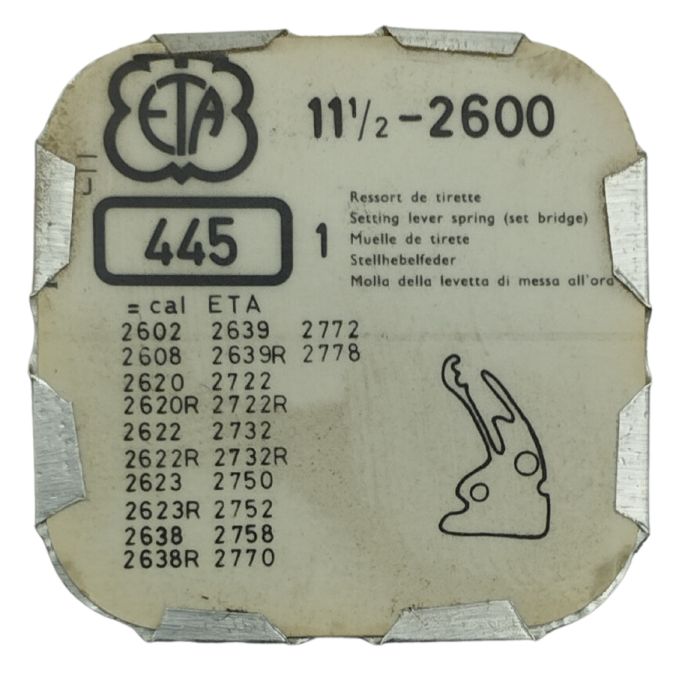 ETA
11 1/2 - 2600
445
1
Ressort de tirette
Setting lever spring (set bridge)
Muelle de tirete
Stellhebelfeder
Molla della levetta di messa all'ora
= cal ETA
2602 2639 2772
2608 2639R 2778
2620 2722
2620R 2722R
2622 2732
2622R 2732R
2623 2750
2623R 2752
2638 2758
2638R 2770